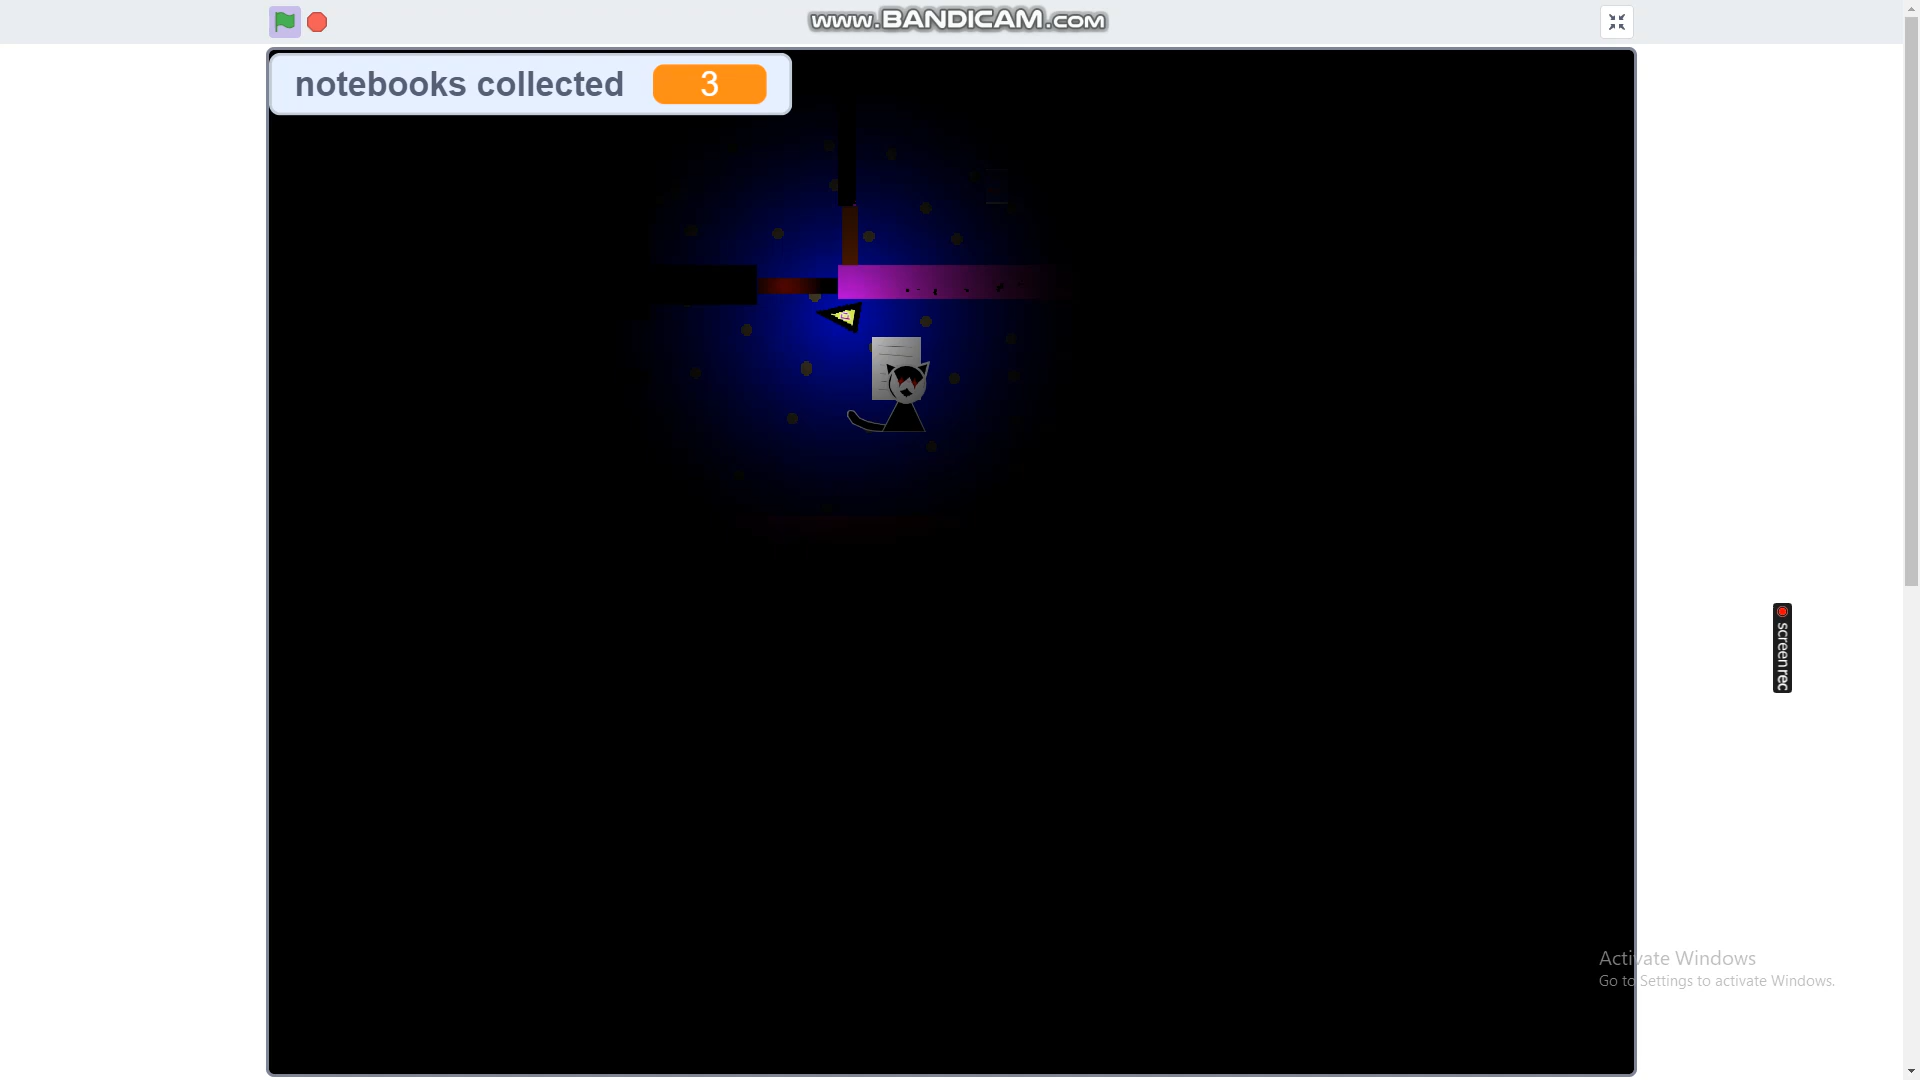 www.BANDICAM.com
notebooks collected 3
screenrec
Activate Windows
Go to Settings to activate Windows.